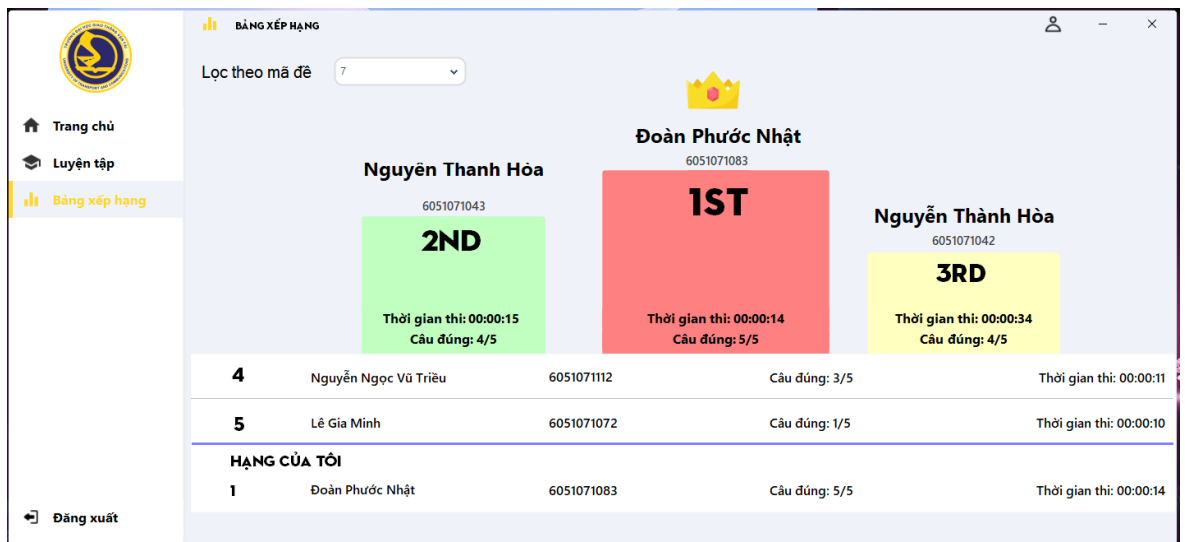 BẢNG XẾP HẠNG
Lọc theo mã đề 7
Trang chủ
Luyện tập
Bảng xếp hạng
Đăng xuất
Đoàn Phước Nhật
6051071083
1ST
Thời gian thi: 00:00:14
Câu đúng: 5/5
Nguyên Thanh Hòa
6051071043
2ND
Thời gian thi: 00:00:15
Câu đúng: 4/5
Nguyễn Thành Hòa
6051071042
3RD
Thời gian thi: 00:00:34
Câu đúng: 4/5
4 Nguyễn Ngọc Vũ Triều 6051071112 Câu đúng: 3/5 Thời gian thi: 00:00:11
5 Lê Gia Minh 6051071072 Câu đúng: 1/5 Thời gian thi: 00:00:10
HẠNG CỦA TÔI
1 Đoàn Phước Nhật 6051071083 Câu đúng: 5/5 Thời gian thi: 00:00:14